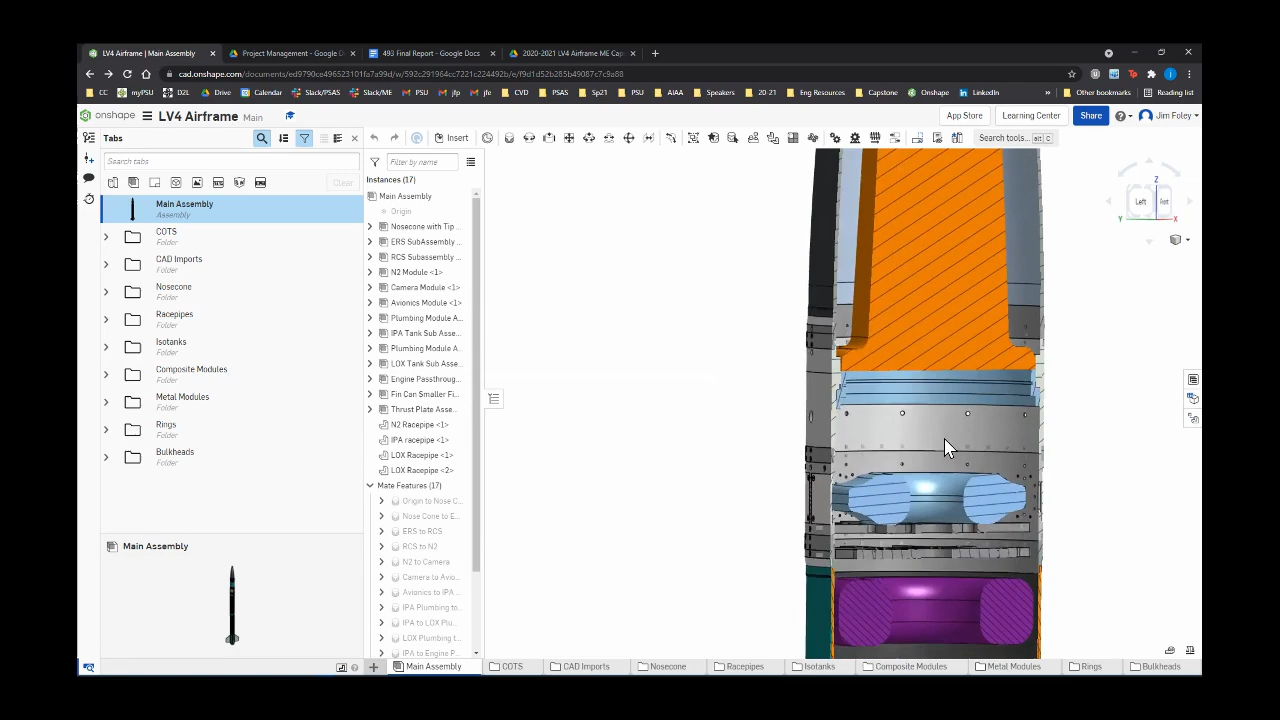 LV4 Airframe | Main Assembly
Project Management - Google D
493 Final Report - Google Docs
2020-2021 LV4 Airframe ME Cap
cad.onshape.com/documents/ed9790ce496523101fa7a99d/w/592c291964cc7221c224492b/e/f9d1d52b285b49087c7c9a88
CC
myPSU
D2L
Drive
Calendar
Slack/PSAS
Slack/ME
PSU
jfp
jfe
CVD
PSAS
Sp21
PSU
AIAA
Speakers
20-21
Eng Resources
Capstone
Onshape
LinkedIn
»
Other bookmarks
Reading list
onshape
LV4 Airframe Main
App Store
Learning Center
Share
Jim Foley
Tabs
Insert
Search tools...
alt C
Search tabs
Clear
Filter by name
Instances (17)
Main Assembly
Assembly
COTS
Folder
CAD Imports
Folder
Nosecone
Folder
Racepipes
Folder
Isotanks
Folder
Composite Modules
Folder
Metal Modules
Folder
Rings
Folder
Bulkheads
Folder
Main Assembly
Origin
Nosecone with Tip ...
ERS SubAssembly ...
RCS Subassembly ...
N2 Module <1>
Camera Module <1>
Avionics Module <1>
Plumbing Module A...
IPA Tank Sub Asse...
Plumbing Module A...
LOX Tank Sub Asse...
Engine Passthroug...
Fin Can Smaller Fi...
Thrust Plate Asse...
N2 Racepipe <1>
IPA racepipe <1>
LOX Racepipe <1>
LOX Racepipe <2>
Mate Features (17)
Origin to Nose C...
Nose Cone to E...
ERS to RCS
RCS to N2
N2 to Camera
Camera to Avio...
Avionics to IPA ...
IPA Plumbing to...
IPA to LOX Plu...
LOX Plumbing t...
IPA to Engine P...
Main Assembly
Z
Left
Y
X
Main Assembly
COTS
CAD Imports
Nosecone
Racepipes
Isotanks
Composite Modules
Metal Modules
Rings
Bulkheads